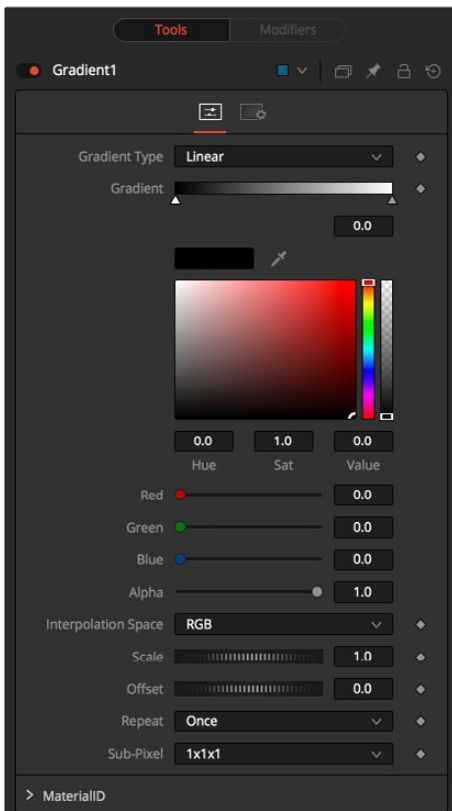 Tools Modifiers
Gradient1
Gradient Type Linear
Gradient
0.0
0.0 1.0 0.0
Hue Sat Value
Red 0.0
Green 0.0
Blue 0.0
Alpha 1.0
Interpolation Space RGB
Scale 1.0
Offset 0.0
Repeat Once
Sub-Pixel 1x1x1
MaterialID